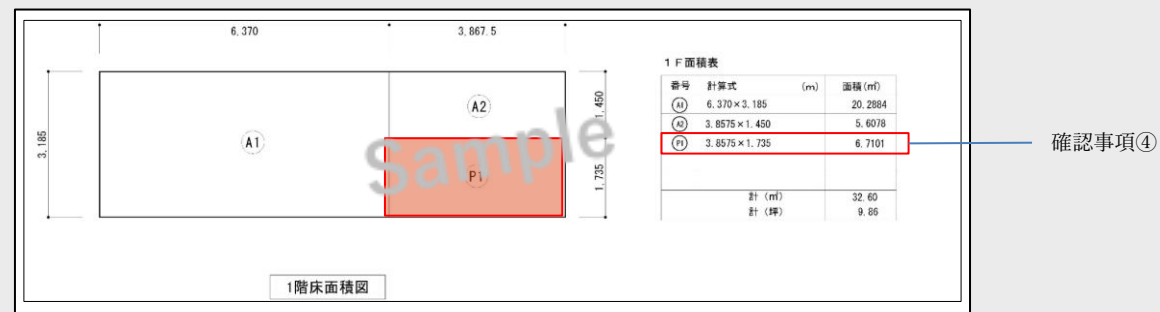 6,370
3,867.5
3,185
A1
A2
P1
1,450
1,735
Sample
1階床面積図
1F面積表
番号 計算式 (m) 面積(㎡)
A1 6.370×3.185 20.2884
A2 3.8575×1.450 5.6078
P1 3.8575×1.735 6.7101
計(㎡) 32.60
計(坪) 9.86
確認事項④